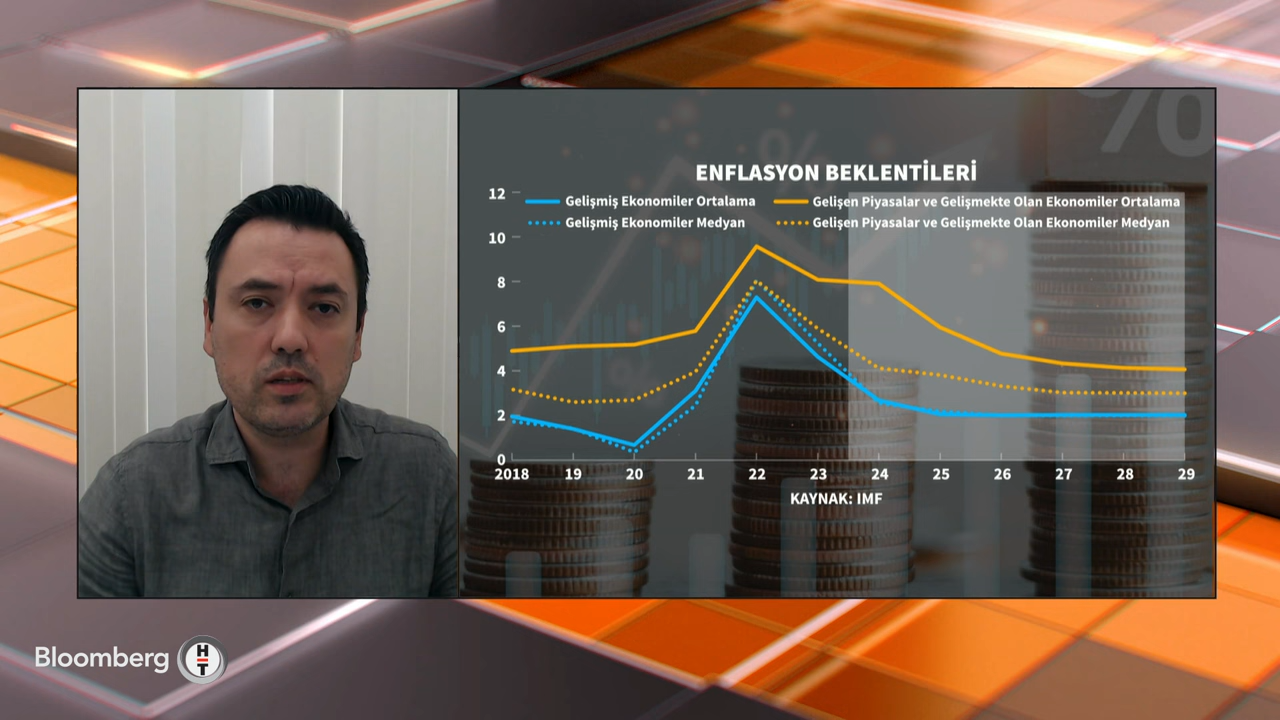 %
%
%
ENFLASYON BEKLENTİLERİ
Gelişmiş Ekonomiler Ortalama
Gelişen Piyasalar ve Gelişmekte Olan Ekonomiler Ortalama
Gelişmiş Ekonomiler Medyan
Gelişen Piyasalar ve Gelişmekte Olan Ekonomiler Medyan
12
10
8
6
4
2
0
2018 19 20 21 22 23 24 25 26 27 28 29
KAYNAK: IMF
Bloomberg HT